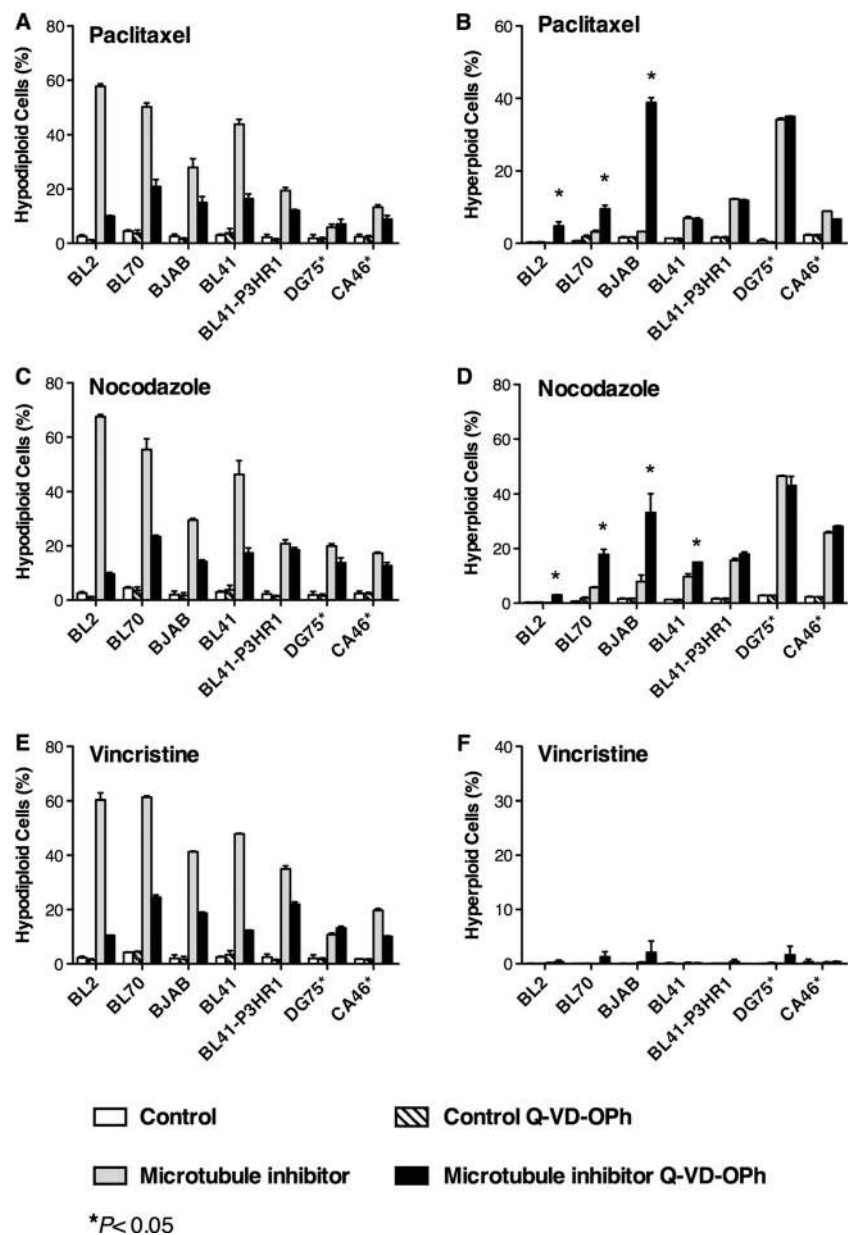 A
Paclitaxel
Hypodiploid Cells (%)
80
60
40
20
0
BL2
BL70
BJAB
BL41
BL41-P3HR1
DG75*
CA46*
B
Paclitaxel
Hyperploid Cells (%)
60
40
20
0
*
*
*
BL2
BL70
BJAB
BL41
BL41-P3HR1
DG75*
CA46*
C
Nocodazole
Hypodiploid Cells (%)
80
60
40
20
0
BL2
BL70
BJAB
BL41
BL41-P3HR1
DG75*
CA46*
D
Nocodazole
Hyperploid Cells (%)
80
60
40
20
0
*
*
*
*
BL2
BL70
BJAB
BL41
BL41-P3HR1
DG75*
CA46*
E
Vincristine
Hypodiploid Cells (%)
80
60
40
20
0
BL2
BL70
BJAB
BL41
BL41-P3HR1
DG75*
CA46*
F
Vincristine
Hyperploid Cells (%)
40
30
20
10
0
BL2
BL70
BJAB
BL41
BL41-P3HR1
DG75*
CA46*
Control
Control Q-VD-OPh
Microtubule inhibitor
Microtubule inhibitor Q-VD-OPh
*P< 0.05